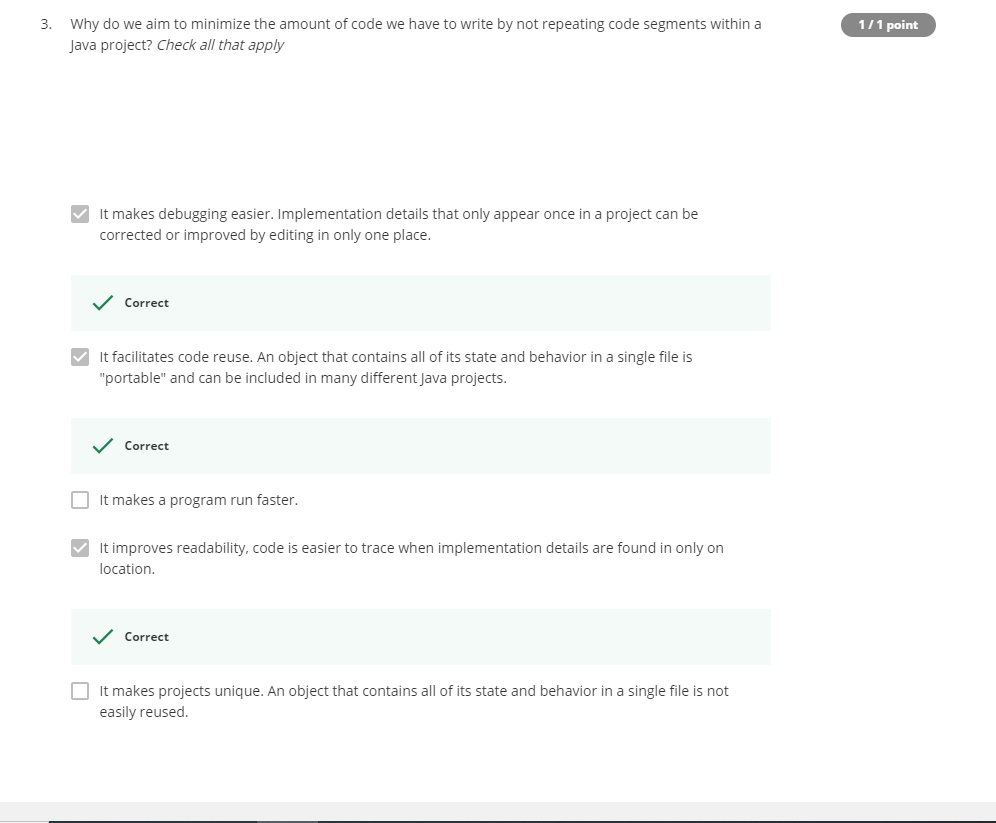 3. Why do we aim to minimize the amount of code we have to write by not repeating code segments within a
1 / 1 point
Java project? Check all that apply
It makes debugging easier. Implementation details that only appear once in a project can be
corrected or improved by editing in only one place.
Correct
It facilitates code reuse. An object that contains all of its state and behavior in a single file is
"portable" and can be included in many different Java projects.
Correct
It makes a program run faster.
It improves readability, code is easier to trace when implementation details are found in only on
location.
Correct
It makes projects unique. An object that contains all of its state and behavior in a single file is not
easily reused.